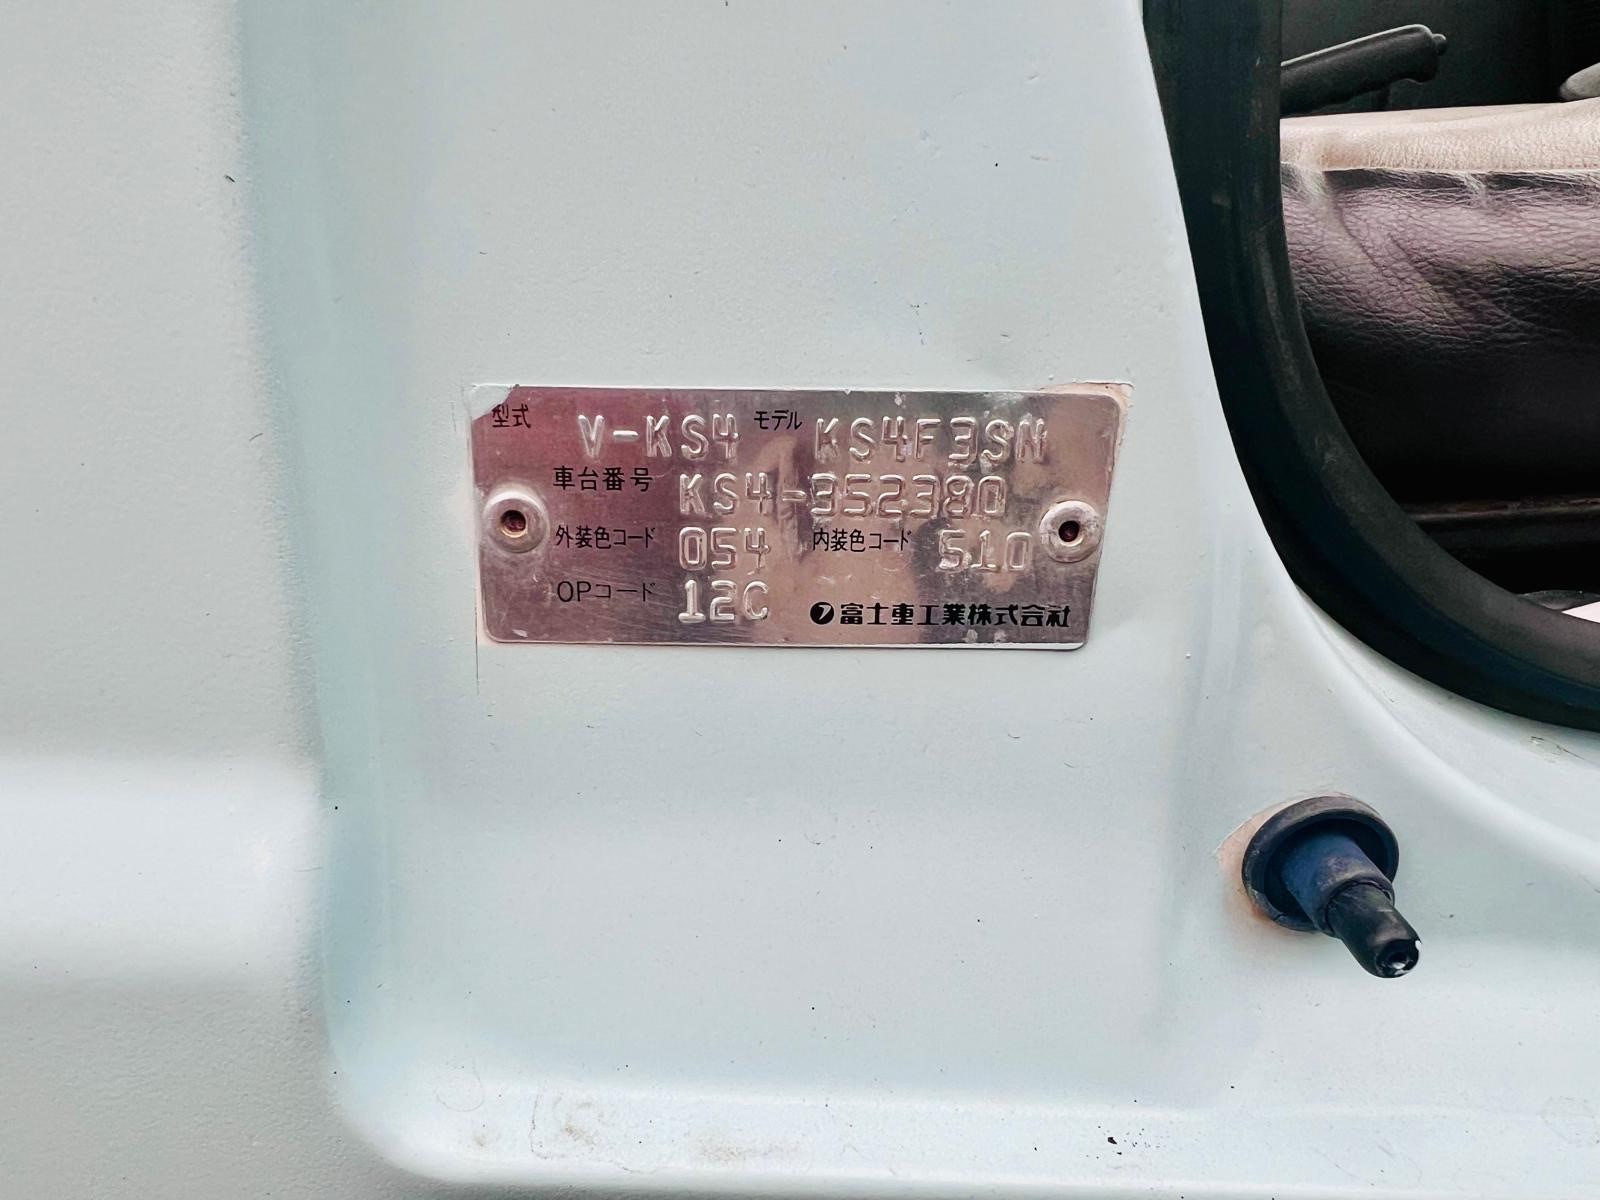 型式 V-KS4 モデル KS4F3SN
車台番号 KS4-352380
外装色コード 054 内装色コード 510
OPコード 12C 富士重工業株式会社